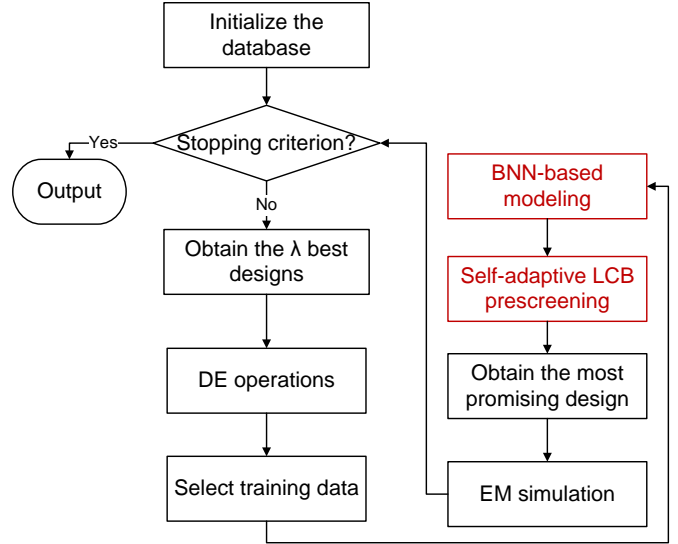 Initialize the
database
Stopping criterion?
Yes
Output
No
Obtain the λ best
designs
DE operations
Select training data
BNN-based
modeling
Self-adaptive LCB
prescreening
Obtain the most
promising design
EM simulation